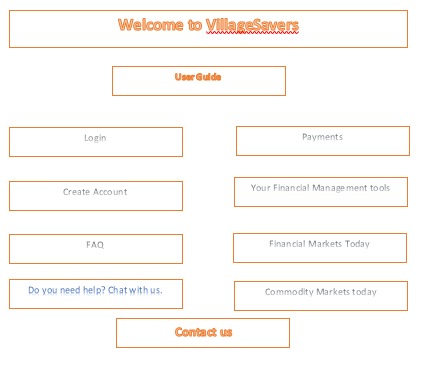 Welcome to VillageSavers
User Guide
Login
Payments
Create Account
Your Financial Management tools
FAQ
Financial Markets Today
Do you need help? Chat with us.
Commodity Markets today
Contact us